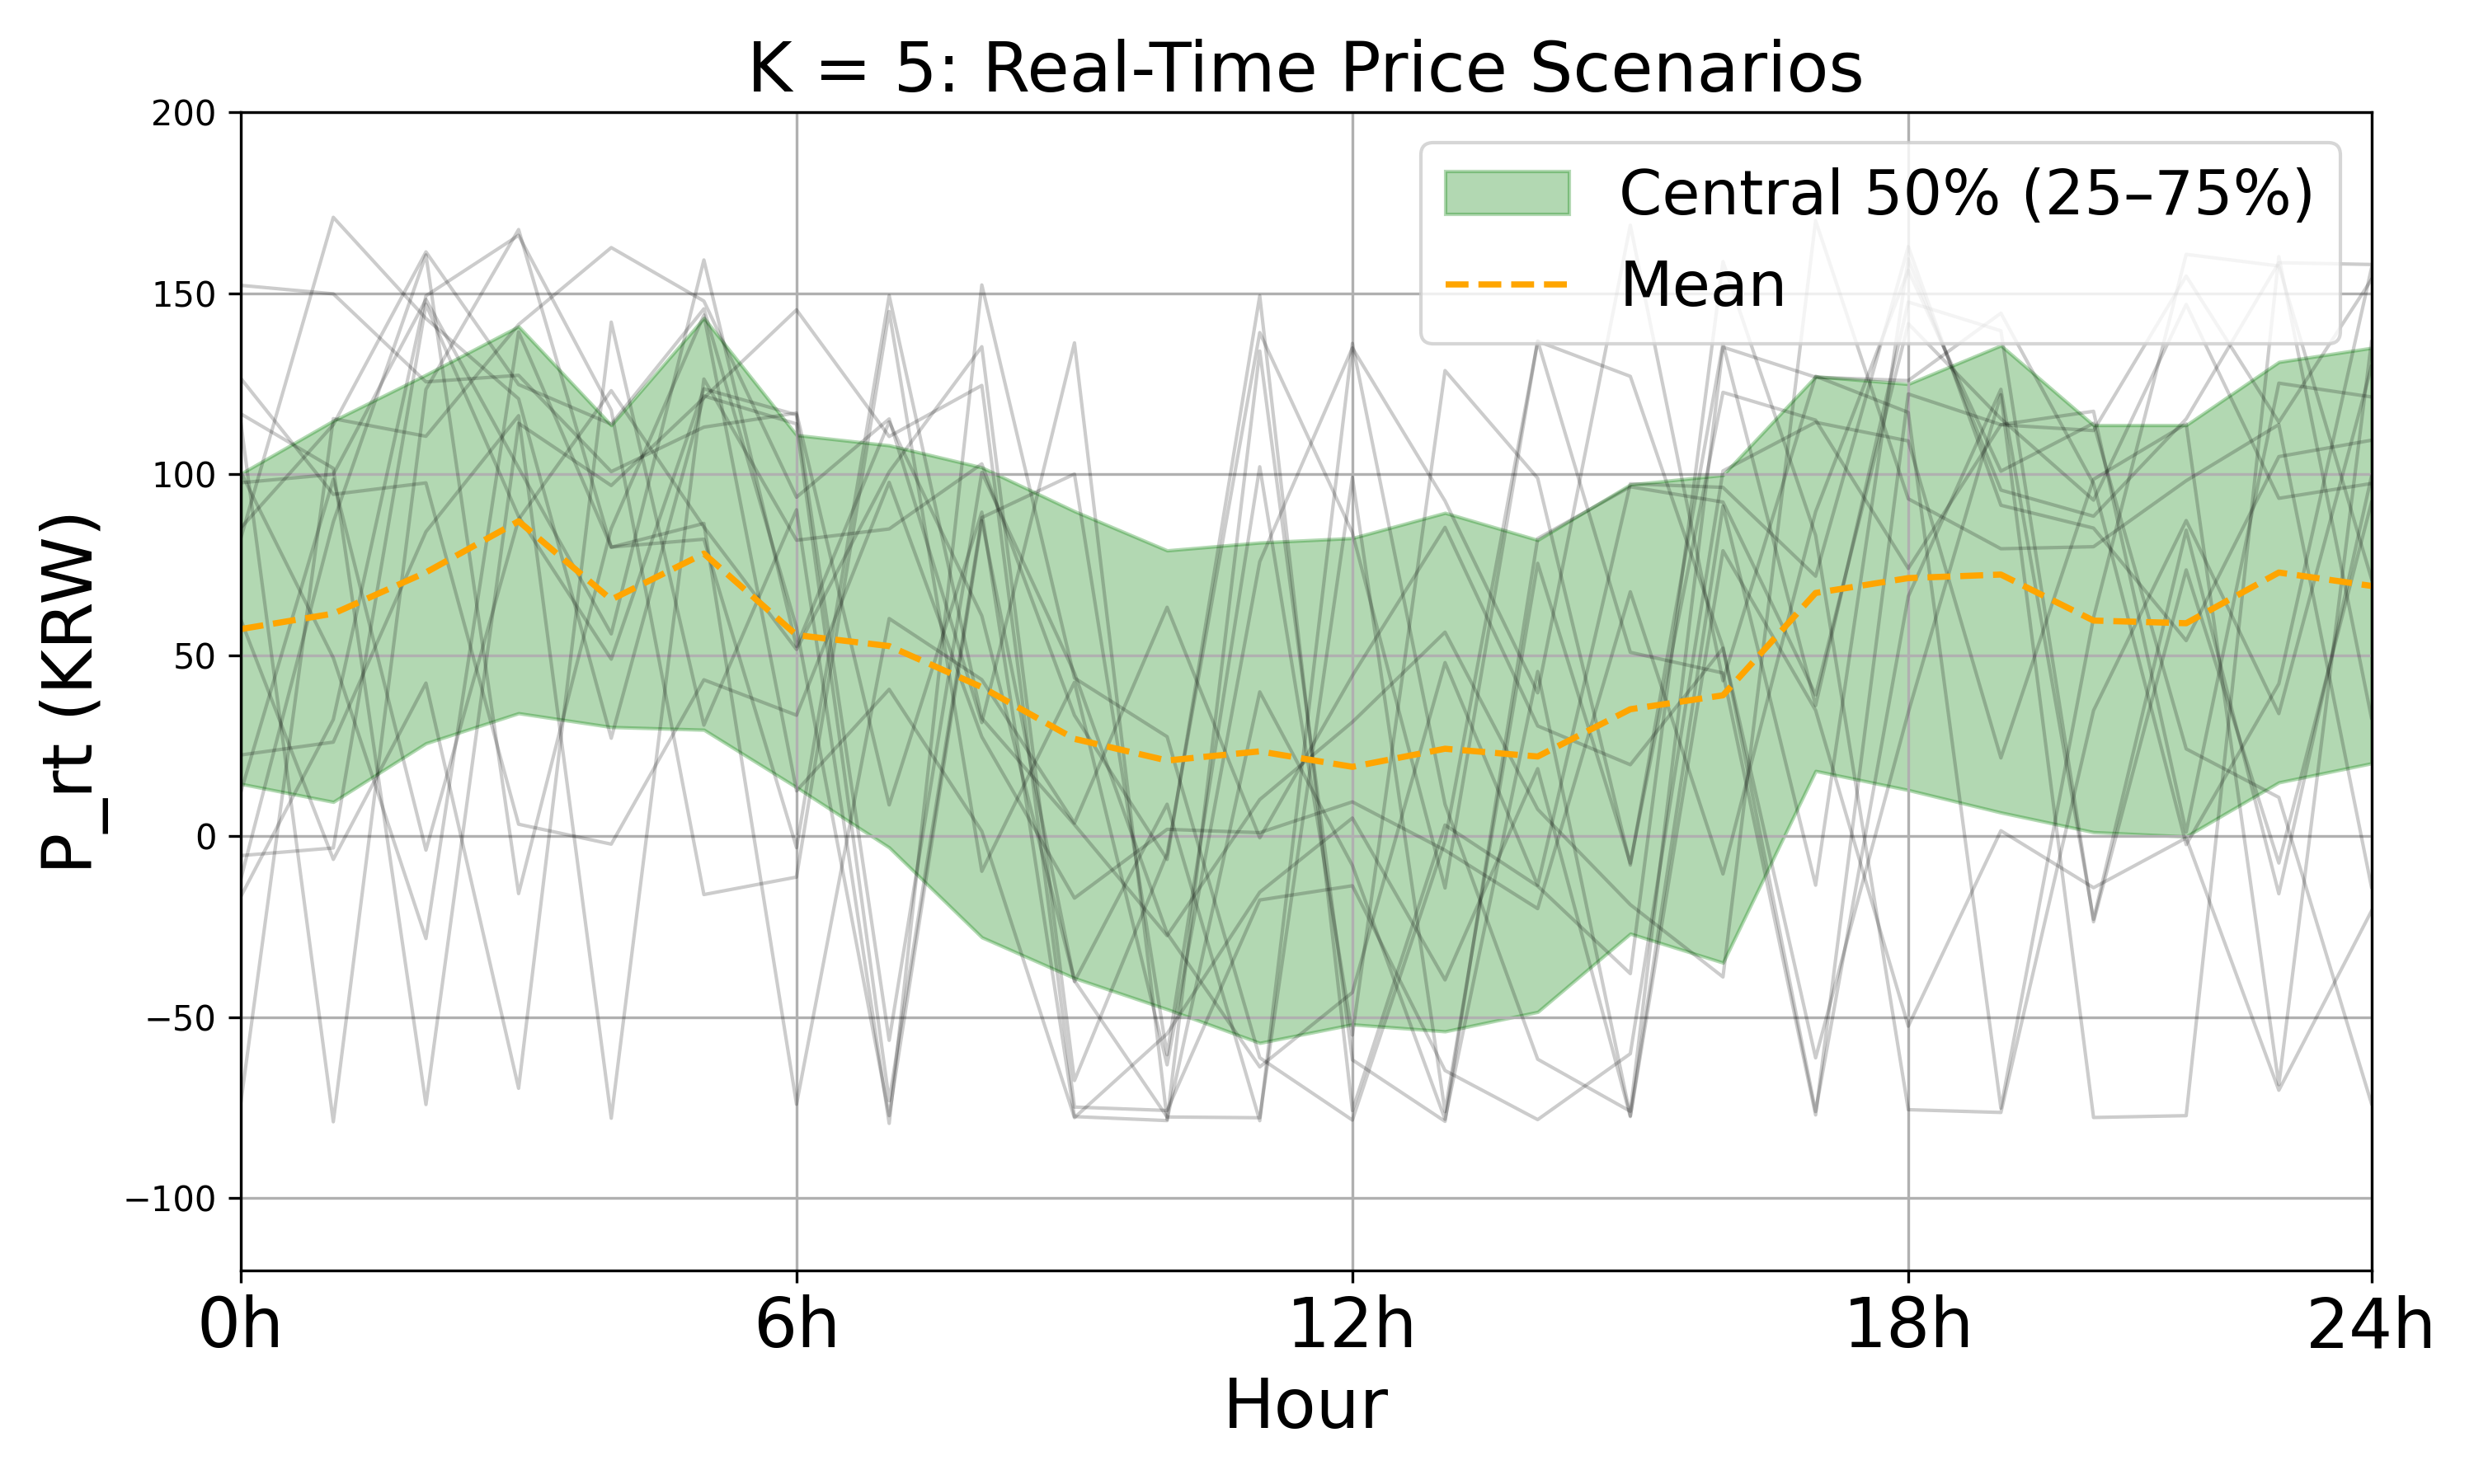 K = 5: Real-Time Price Scenarios
200
150
100
50
0
−50
−100
P_rt (KRW)
Central 50% (25–75%)
Mean
0h
6h
12h
18h
24h
Hour